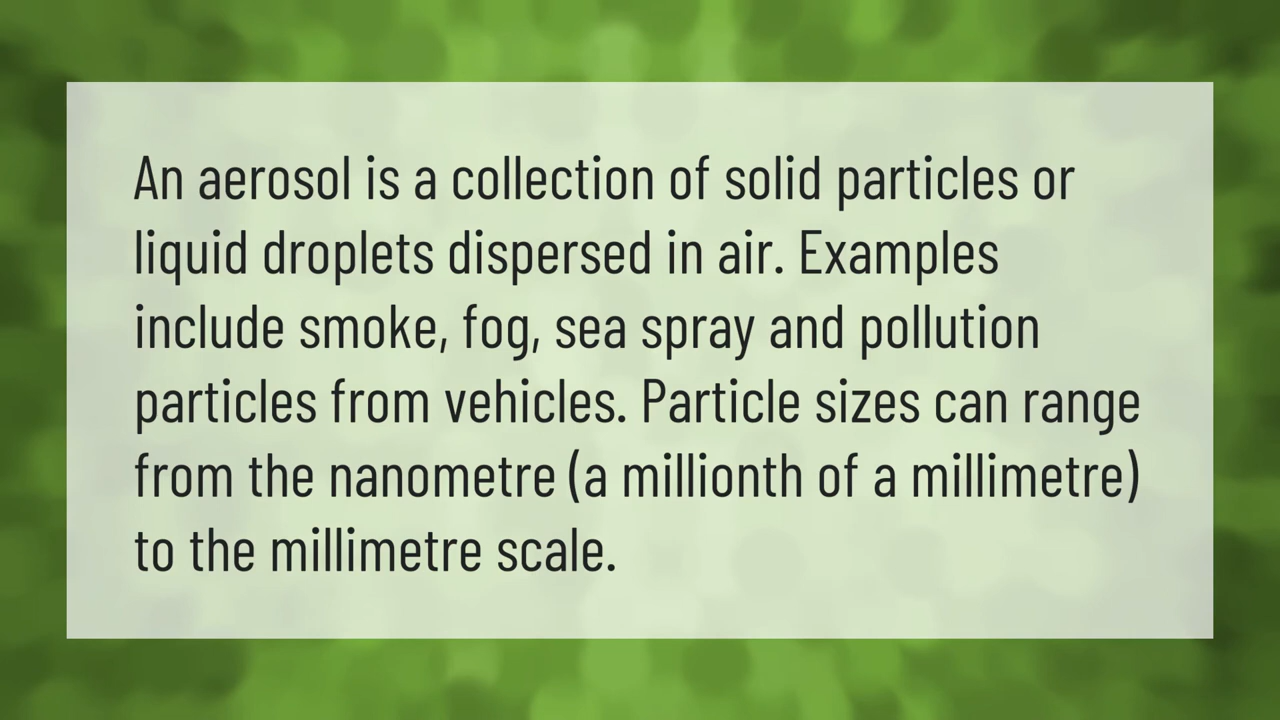 An aerosol is a collection of solid particles or
liquid droplets dispersed in air. Examples
include smoke, fog, sea spray and pollution
particles from vehicles. Particle sizes can range
from the nanometre (a millionth of a millimetre)
to the millimetre scale.